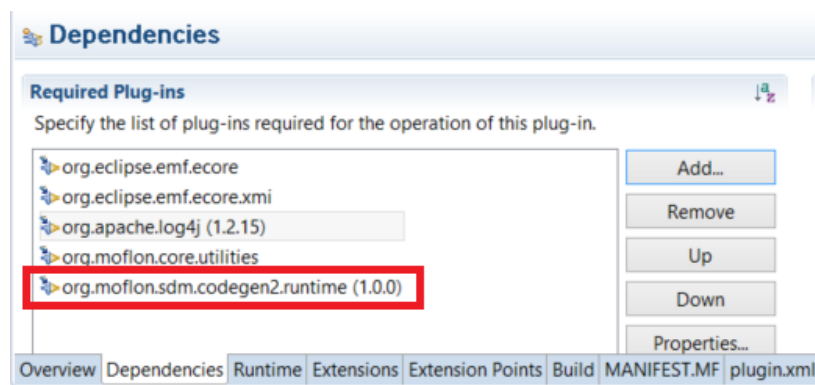 Dependencies
Required Plug-ins
Specify the list of plug-ins required for the operation of this plug-in.
org.eclipse.emf.ecore
org.eclipse.emf.ecore.xmi
org.apache.log4j (1.2.15)
org.moflon.core.utilities
org.moflon.sdm.codegen2.runtime (1.0.0)
Add...
Remove
Up
Down
Properties...
Overview Dependencies Runtime Extensions Extension Points Build MANIFEST.MF plugin.xml